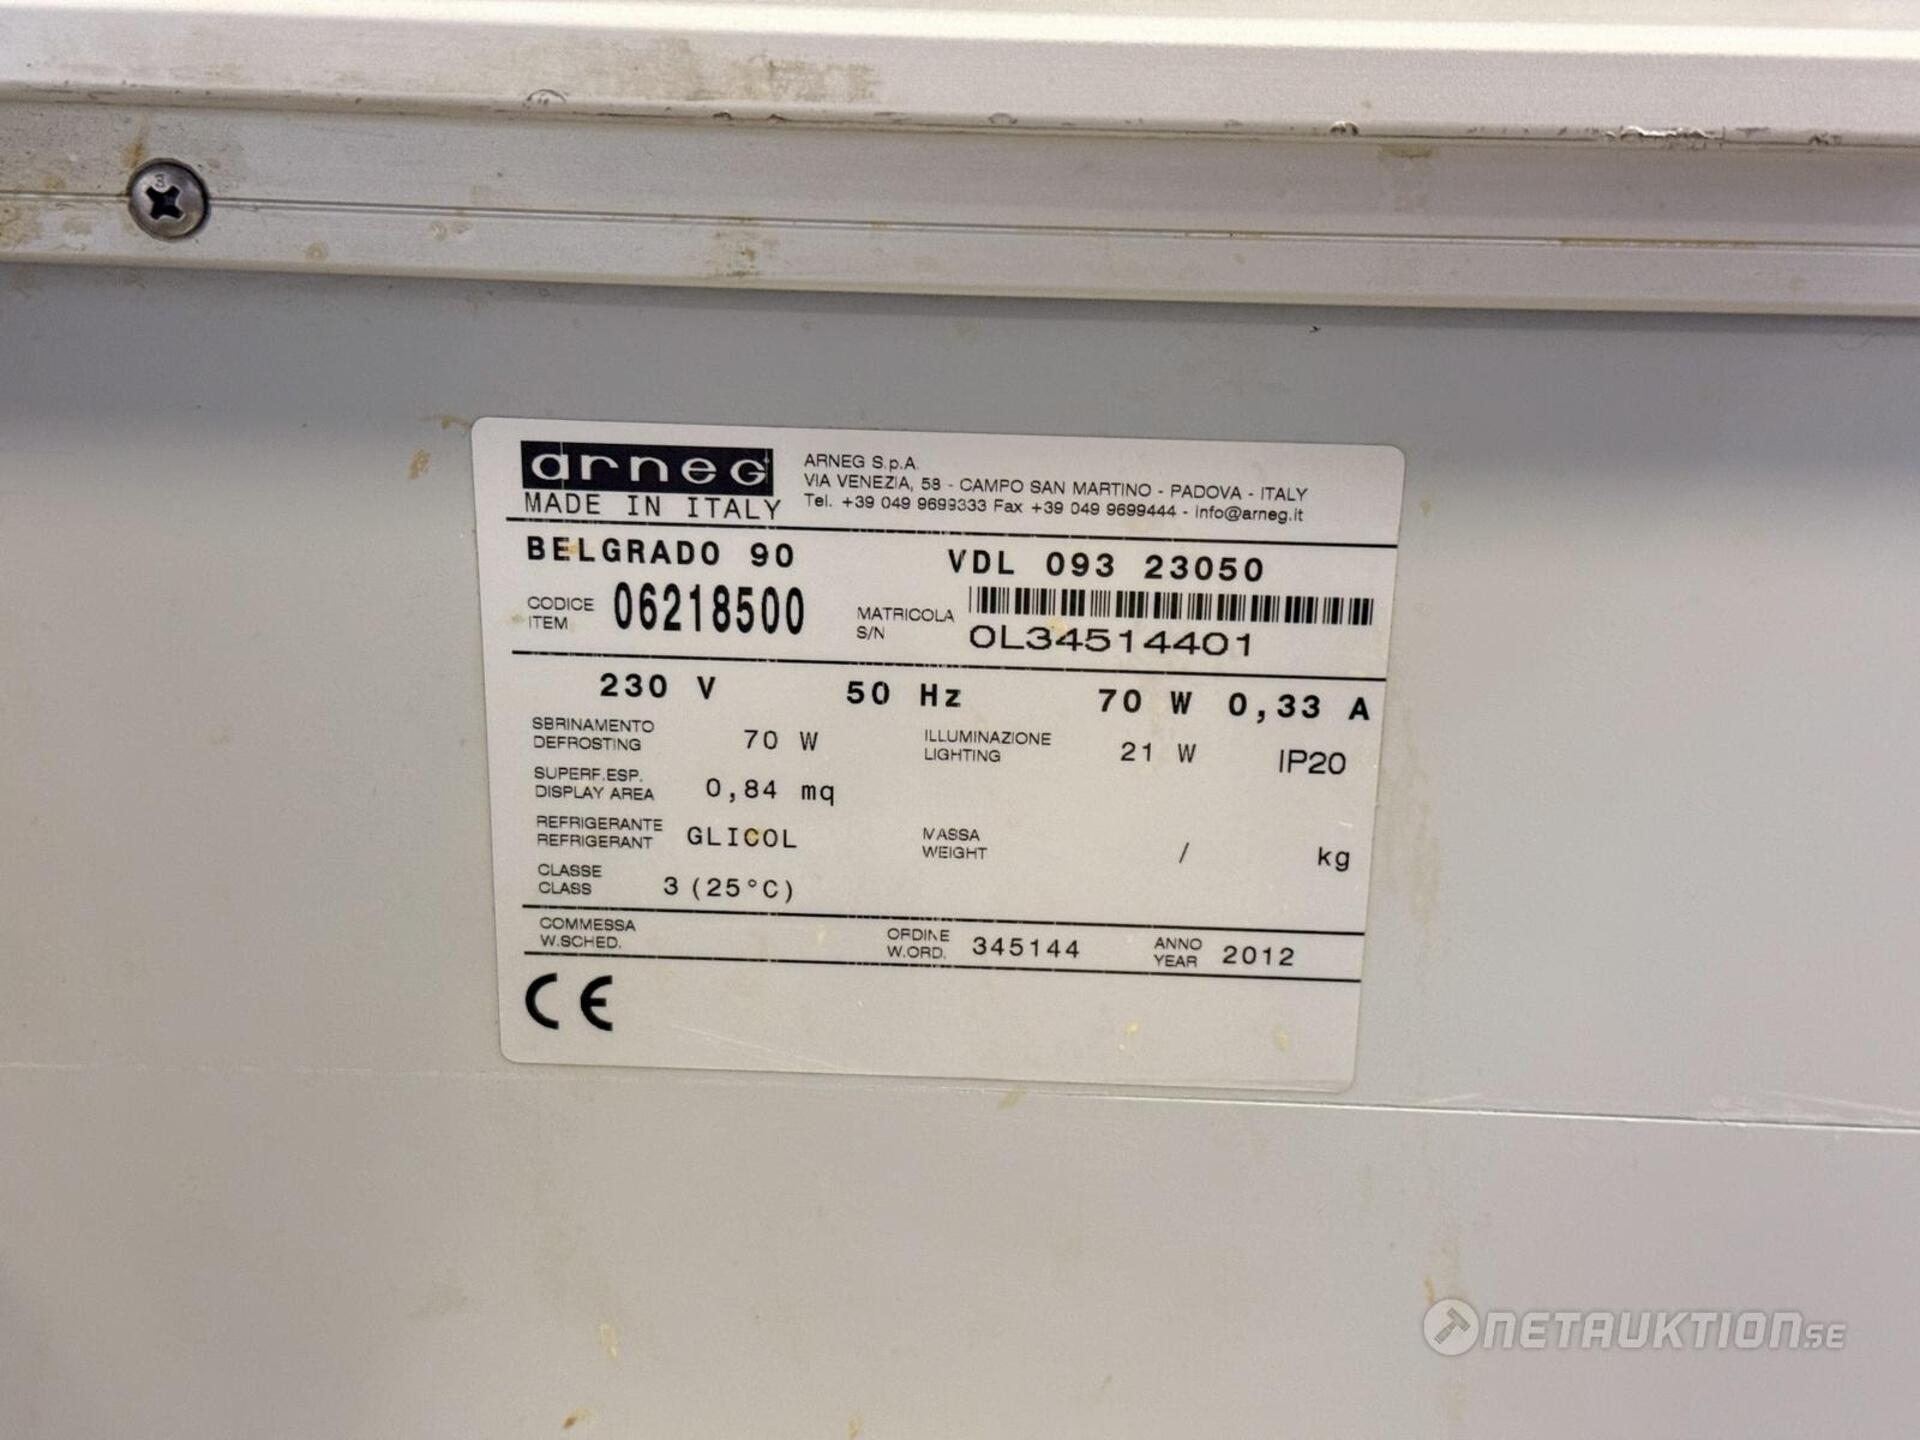 arneg
MADE IN ITALY
ARNEG S.p.A.
VIA VENEZIA, 58 - CAMPO SAN MARTINO - PADOVA - ITALY
Tel. +39 049 9699333 Fax +39 049 9699444 - info@arneg.it
BELGRADO 90 VDL 093 23050
CODICE
ITEM 06218500
MATRICOLA
S/N 0L34514401
230 V 50 Hz 70 W 0,33 A
SBRINAMENTO
DEFROSTING 70 W
ILLUMINAZIONE
LIGHTING 21 W IP20
SUPERF.ESP.
DISPLAY AREA 0,84 mq
REFRIGERANTE
REFRIGERANT GLICOL
MASSA
WEIGHT / kg
CLASSE
CLASS 3 (25°C)
COMMESSA
W.SCHED.
ORDINE
W.ORD. 345144
ANNO
YEAR 2012
CE
NETAUKTION.SE